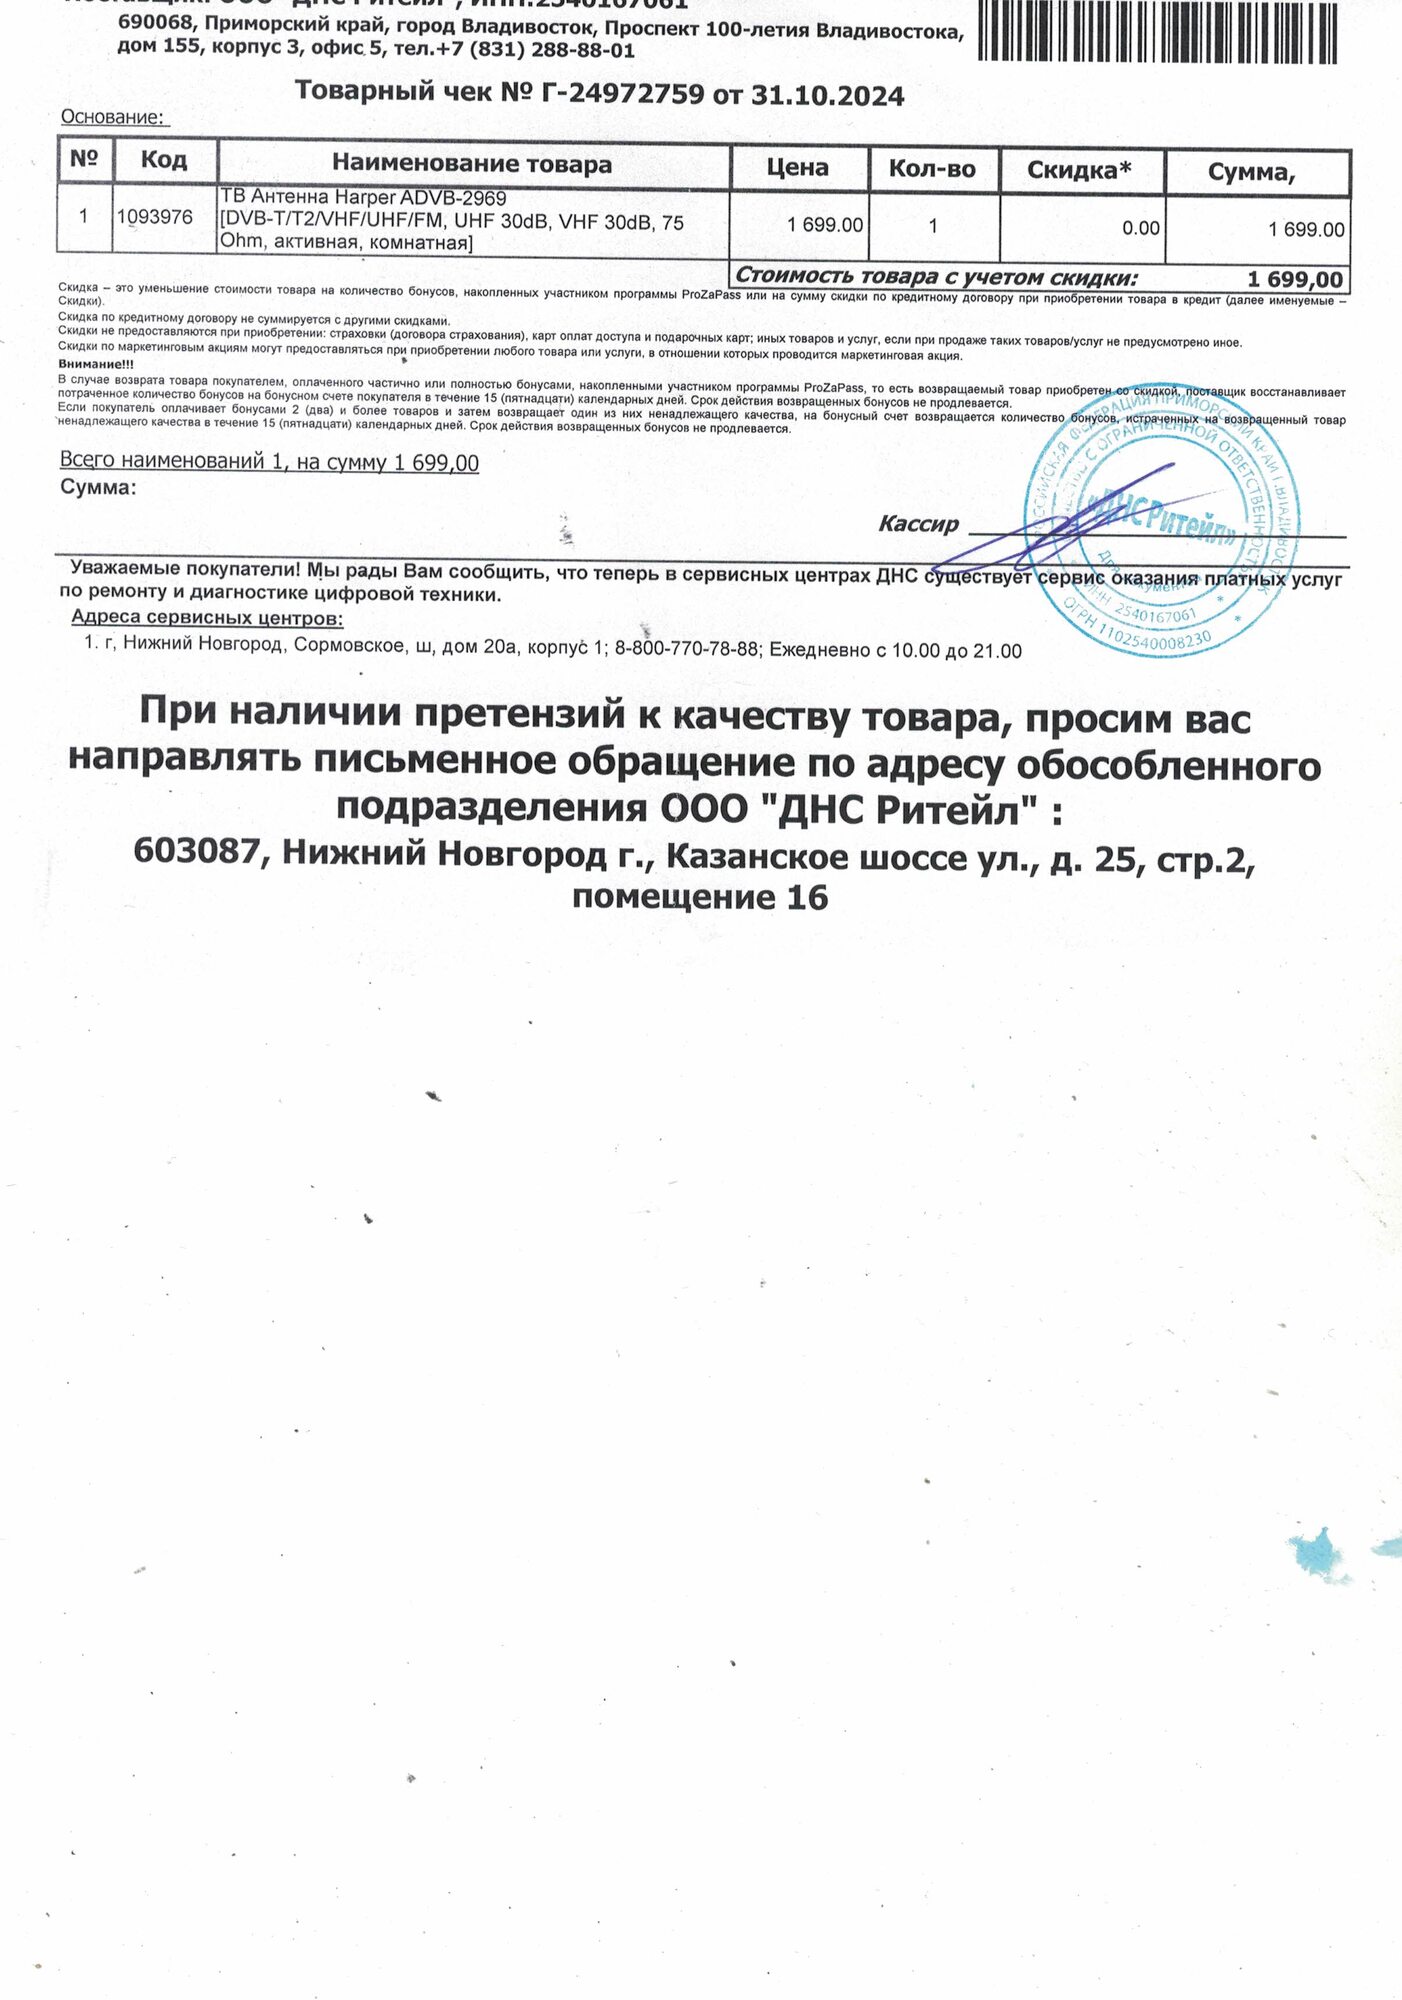 Поставщик: ООО "ДНС Ритейл", ИНН:2540167061
690068, Приморский край, город Владивосток, Проспект 100-летия Владивостока,
дом 155, корпус 3, офис 5, тел.+7 (831) 288-88-01
Товарный чек № Г-24972759 от 31.10.2024
Основание:
№ Код Наименование товара Цена Кол-во Скидка* Сумма,
1 1093976 ТВ Антенна Harper ADVB-2969
[DVB-T/T2/VHF/UHF/FM, UHF 30dB, VHF 30dB, 75
Ohm, активная, комнатная] 1 699.00 1 0.00 1 699.00
Стоимость товара с учетом скидки: 1 699,00
Скидка – это уменьшение стоимости товара на количество бонусов, накопленных участником программы ProZaPass или на сумму скидки по кредитному договору при приобретении товара в кредит (далее именуемые –
Скидки).
Скидка по кредитному договору не суммируется с другими скидками.
Скидки не предоставляются при приобретении: страховки (договора страхования), карт оплат доступа и подарочных карт; иных товаров и услуг, если при продаже таких товаров/услуг не предусмотрено иное.
Скидки по маркетинговым акциям могут предоставляться при приобретении любого товара или услуги, в отношении которых проводится маркетинговая акция.
Внимание!!!
В случае возврата товара покупателем, оплаченного частично или полностью бонусами, накопленными участником программы ProZaPass, то есть возвращаемый товар приобретен со скидкой, поставщик восстанавливает
потраченное количество бонусов на бонусном счете покупателя в течение 15 (пятнадцати) календарных дней. Срок действия возвращенных бонусов не продлевается.
Если покупатель оплачивает бонусами 2 (два) и более товаров и затем возвращает один из них ненадлежащего качества, на бонусный счет возвращается количество бонусов, истраченных на возвращенный товар
ненадлежащего качества в течение 15 (пятнадцати) календарных дней. Срок действия возвращенных бонусов не продлевается.
Всего наименований 1, на сумму 1 699,00
Сумма:
Кассир
РОССИЙСКАЯ ФЕДЕРАЦИЯ ПРИМОРСКИЙ КРАЙ Г.ВЛАДИВОСТОК
ОБЩЕСТВО С ОГРАНИЧЕННОЙ ОТВЕТСТВЕННОСТЬЮ
«ДНС Ритейл»
Для документов
* ИНН 2540167061 *
* ОГРН 1102540008230 *
Уважаемые покупатели! Мы рады Вам сообщить, что теперь в сервисных центрах ДНС существует сервис оказания платных услуг
по ремонту и диагностике цифровой техники.
Адреса сервисных центров:
1. г, Нижний Новгород, Сормовское, ш, дом 20а, корпус 1; 8-800-770-78-88; Ежедневно с 10.00 до 21.00
При наличии претензий к качеству товара, просим вас
направлять письменное обращение по адресу обособленного
подразделения ООО "ДНС Ритейл" :
603087, Нижний Новгород г., Казанское шоссе ул., д. 25, стр.2,
помещение 16